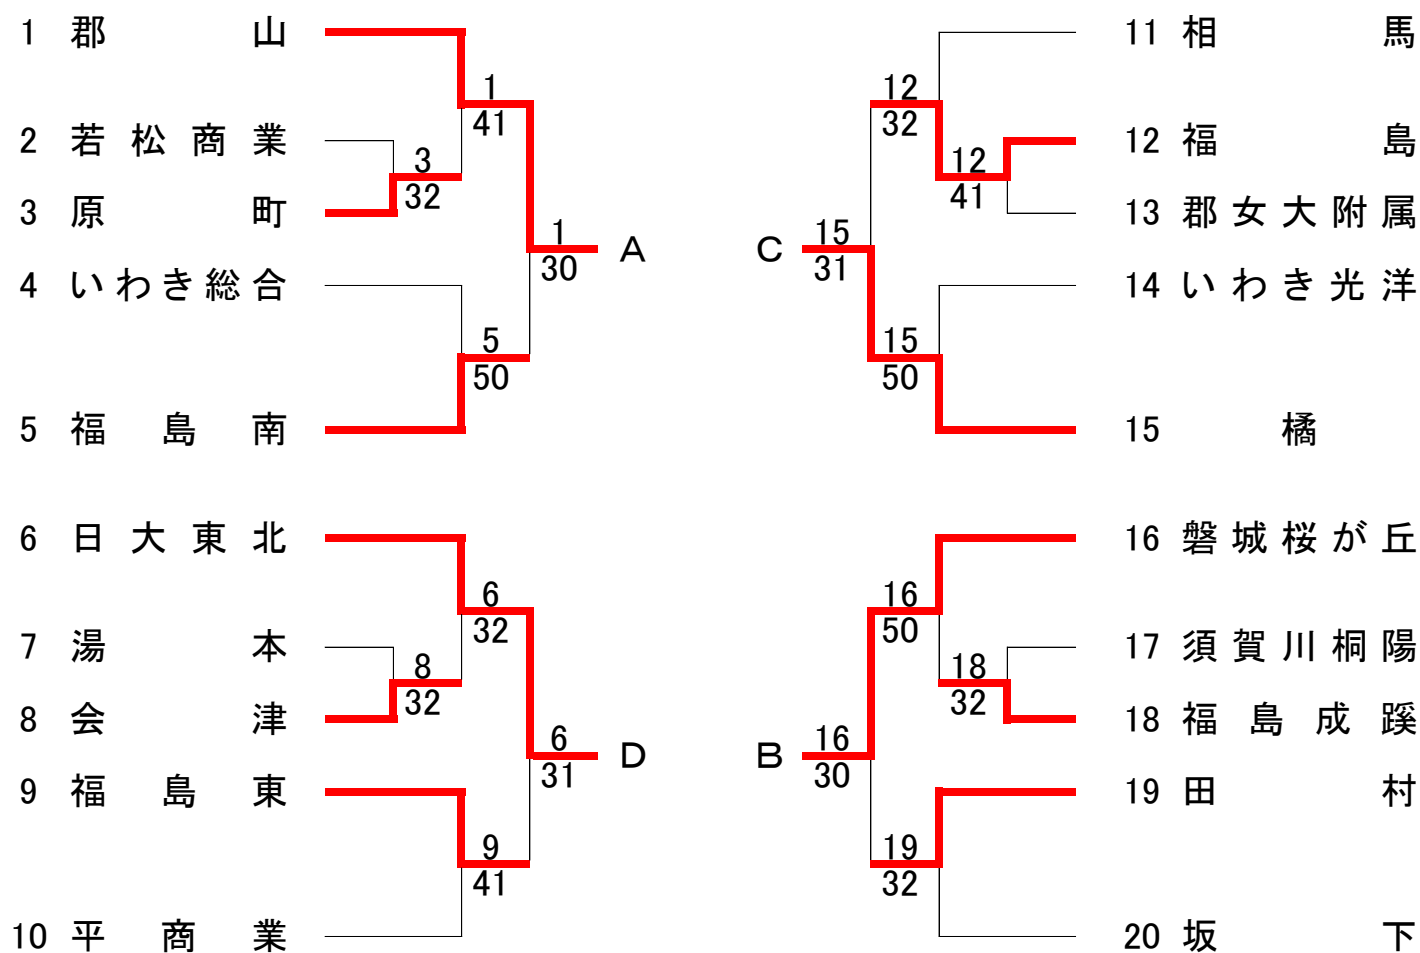 1 郡山
1
41
2 若松商業
3
32
3 原町
1
30
A
4 いわき総合
5
50
5 福島南
6 日大東北
6
32
7 湯本
8
32
8 会津
6
31
D
9 福島東
9
41
10 平商業
11 相馬
12
32
12 福島
12
41
13 郡女大附属
C
15
31
14 いわき光洋
15
50
15 橘
16 磐城桜が丘
16
50
17 須賀川桐陽
18
32
18 福島成蹊
B
16
30
19 田村
19
32
20 坂下